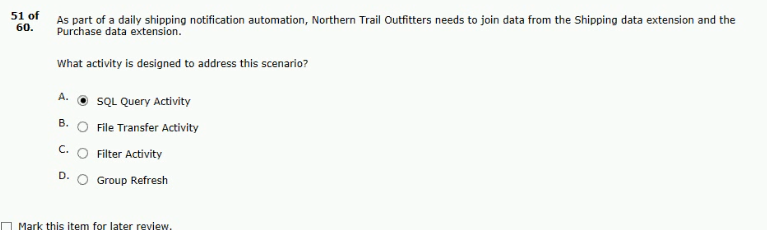 51 of
60.
As part of a daily shipping notification automation, Northern Trail Outfitters needs to join data from the Shipping data extension and the
Purchase data extension.
What activity is designed to address this scenario?
A. SQL Query Activity
B. File Transfer Activity
C. Filter Activity
D. Group Refresh
Mark this item for later review.